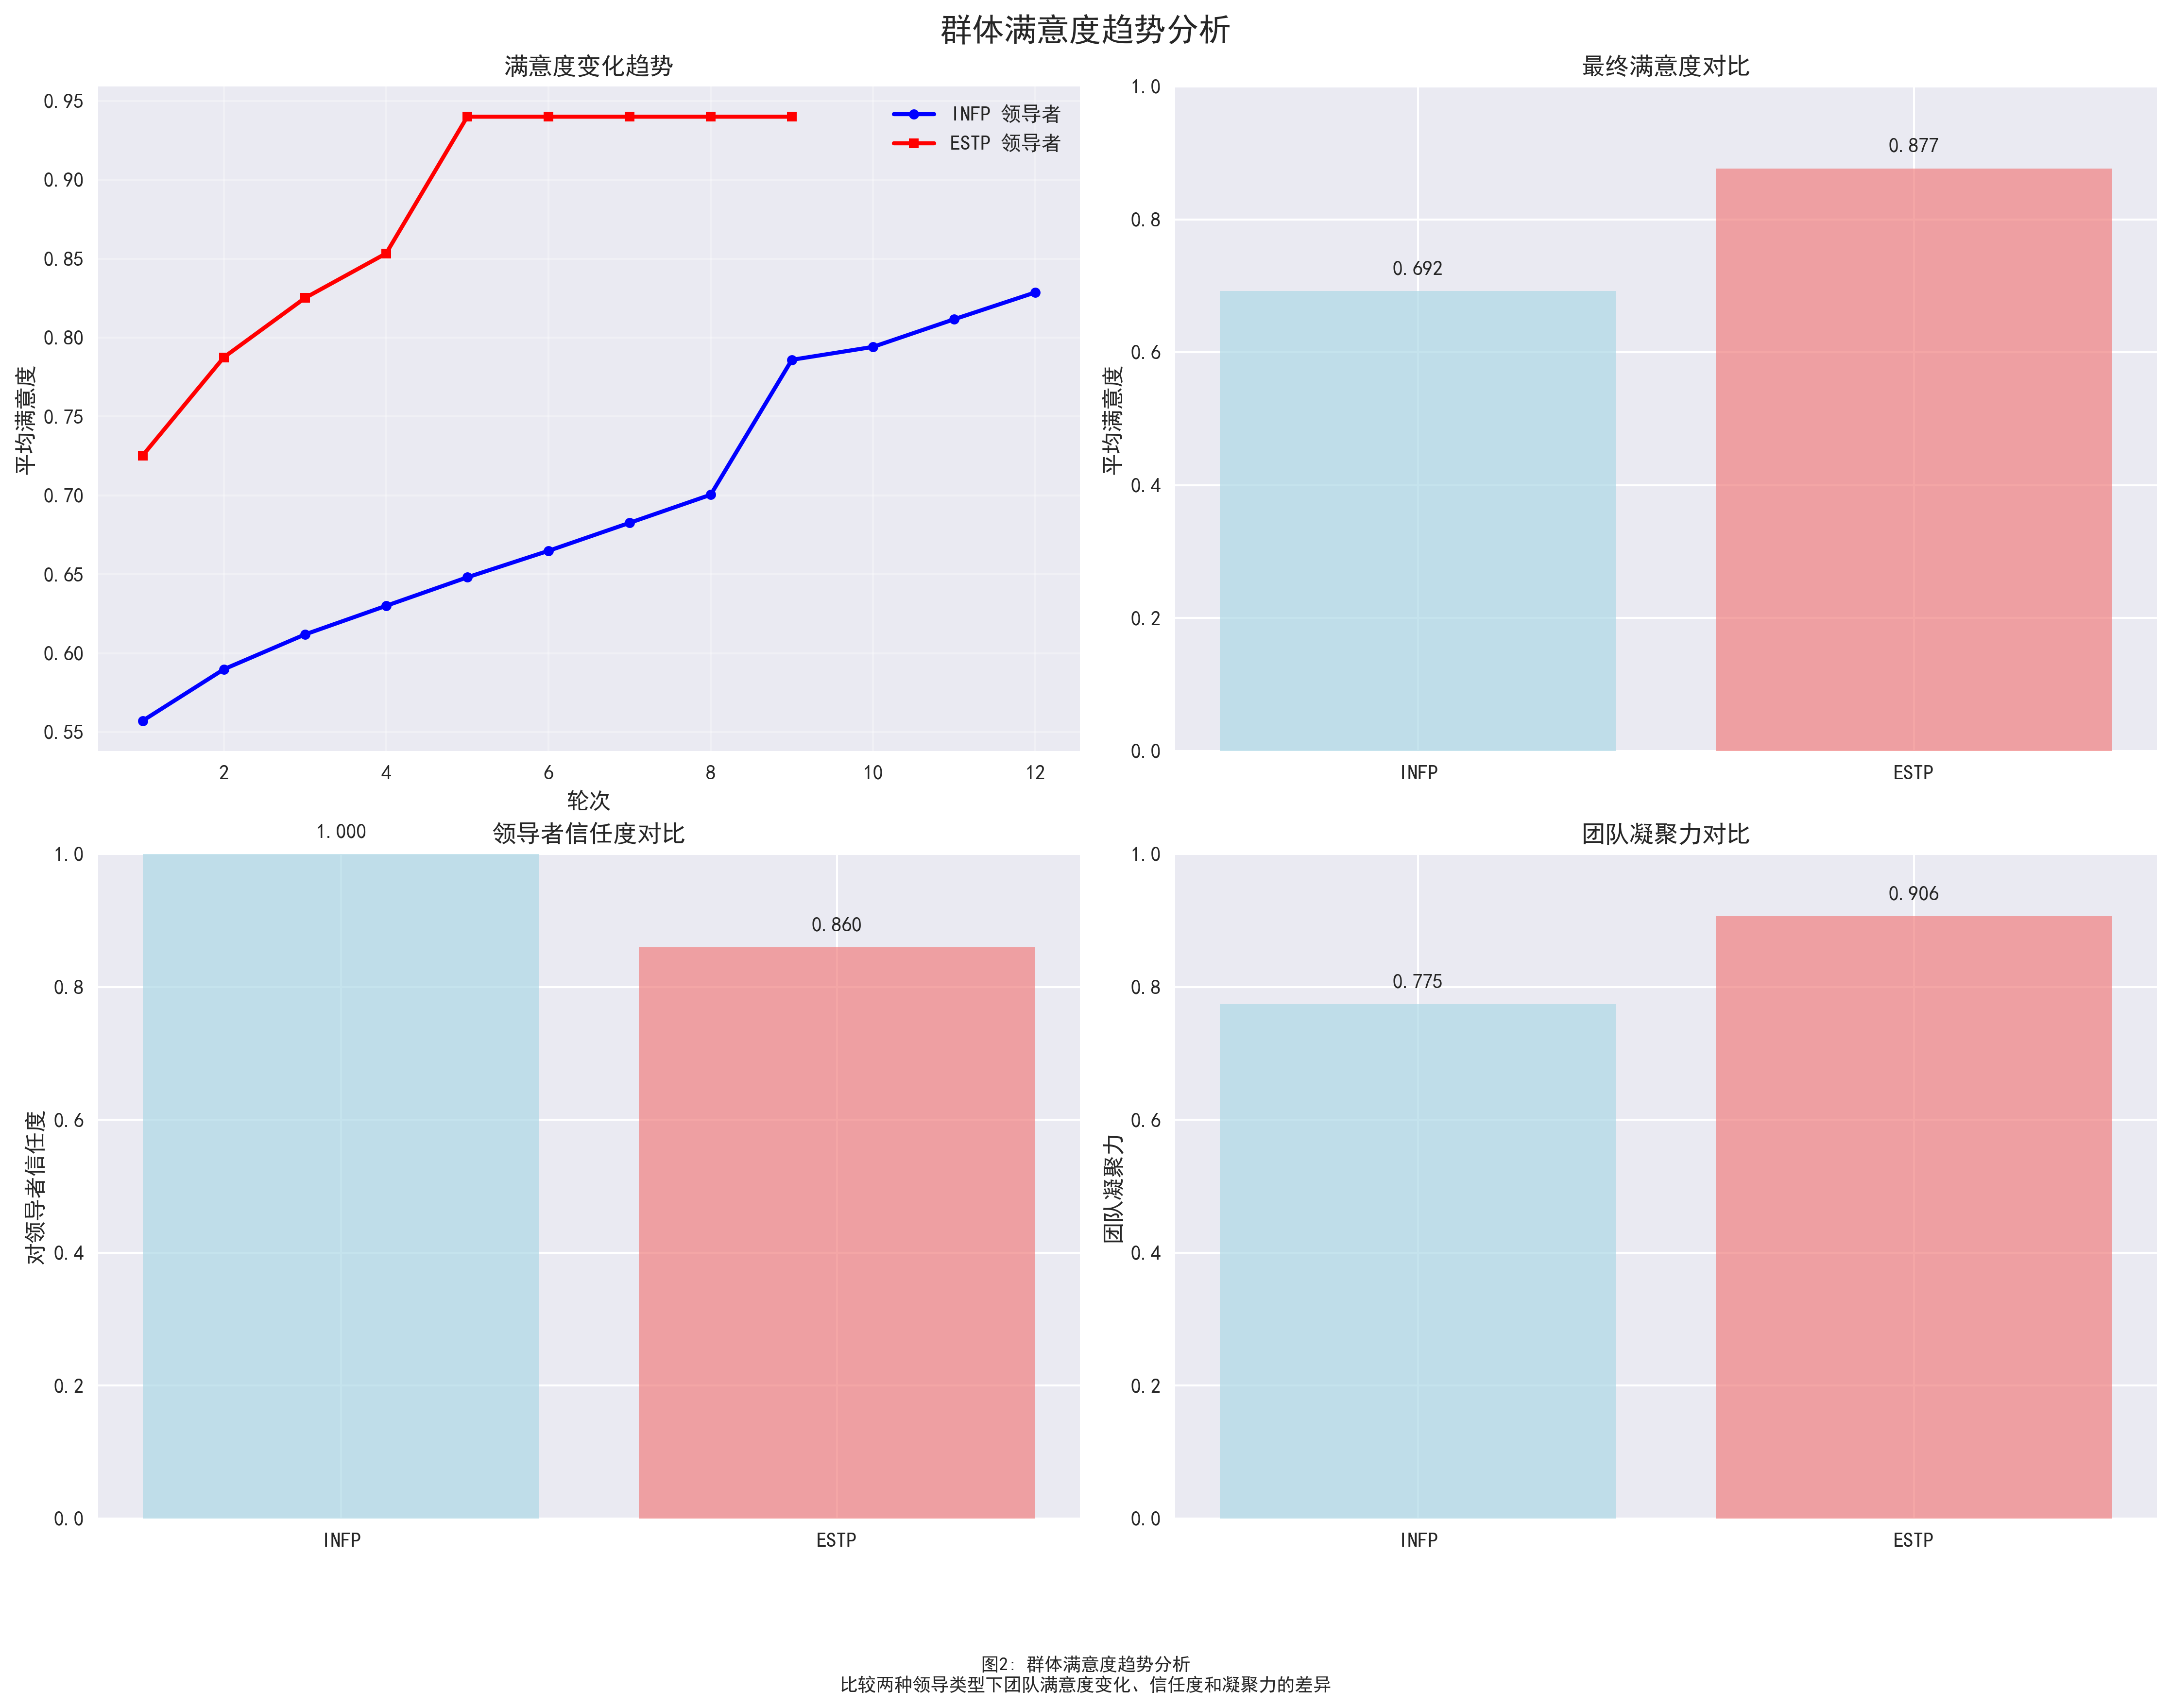 群体满意度趋势分析
满意度变化趋势
0.95
0.90
0.85
0.80
0.75
0.70
0.65
0.60
0.55
平均满意度
INFP 领导者
ESTP 领导者
2 4 6 8 10 12
轮次
最终满意度对比
1.0
0.8
0.6
0.4
0.2
0.0
平均满意度
0.692
0.877
INFP ESTP
领导者信任度对比
1.0
0.8
0.6
0.4
0.2
0.0
对领导者信任度
1.000
0.860
INFP ESTP
团队凝聚力对比
1.0
0.8
0.6
0.4
0.2
0.0
团队凝聚力
0.775
0.906
INFP ESTP
图2: 群体满意度趋势分析
比较两种领导类型下团队满意度变化、信任度和凝聚力的差异